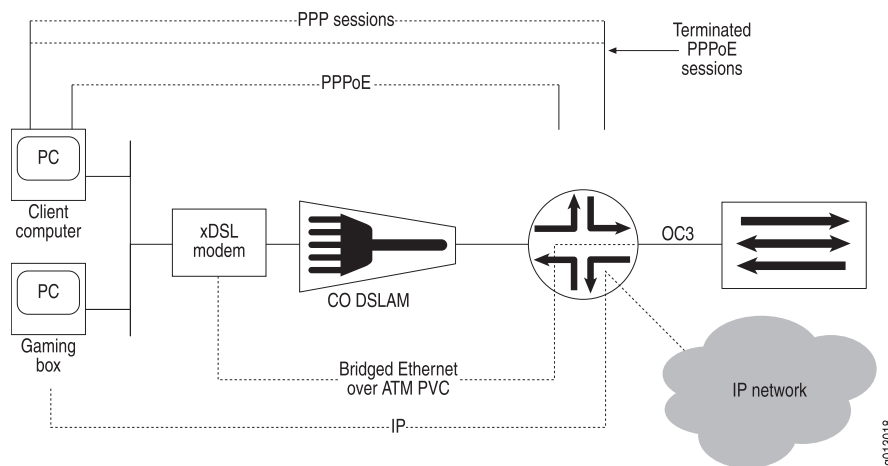 PPP sessions
Terminated
PPPoE
sessions
PPPoE
PC
Client
computer
xDSL
modem
CO DSLAM
OC3
PC
Gaming
box
Bridged Ethernet
over ATM PVC
IP
IP network
g013018